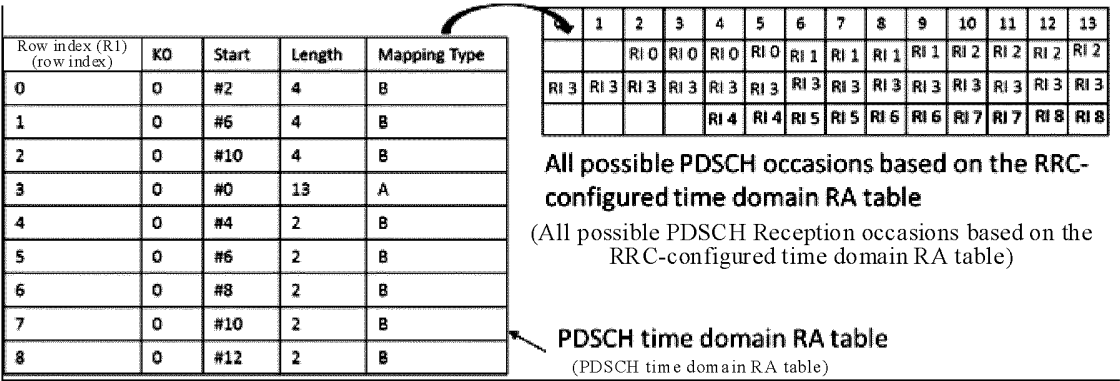 Row index (R1) (row index) K0 Start Length Mapping Type
0 0 #2 4 B
1 0 #6 4 B
2 0 #10 4 B
3 0 #0 13 A
4 0 #4 2 B
5 0 #6 2 B
6 0 #8 2 B
7 0 #10 2 B
8 0 #12 2 B
1 2 3 4 5 6 7 8 9 10 11 12 13
RI 0 RI 0 RI 0 RI 0 RI 1 RI 1 RI 1 RI 1 RI 2 RI 2 RI 2 RI 2
RI 3 RI 3 RI 3 RI 3 RI 3 RI 3 RI 3 RI 3 RI 3 RI 3 RI 3 RI 3 RI 3 RI 3
RI 4 RI 4 RI 5 RI 5 RI 6 RI 6 RI 7 RI 7 RI 8 RI 8
All possible PDSCH occasions based on the RRC-
configured time domain RA table
(All possible PDSCH Reception occasions based on the
RRC-configured time domain RA table)
PDSCH time domain RA table
(PDSCH time domain RA table)